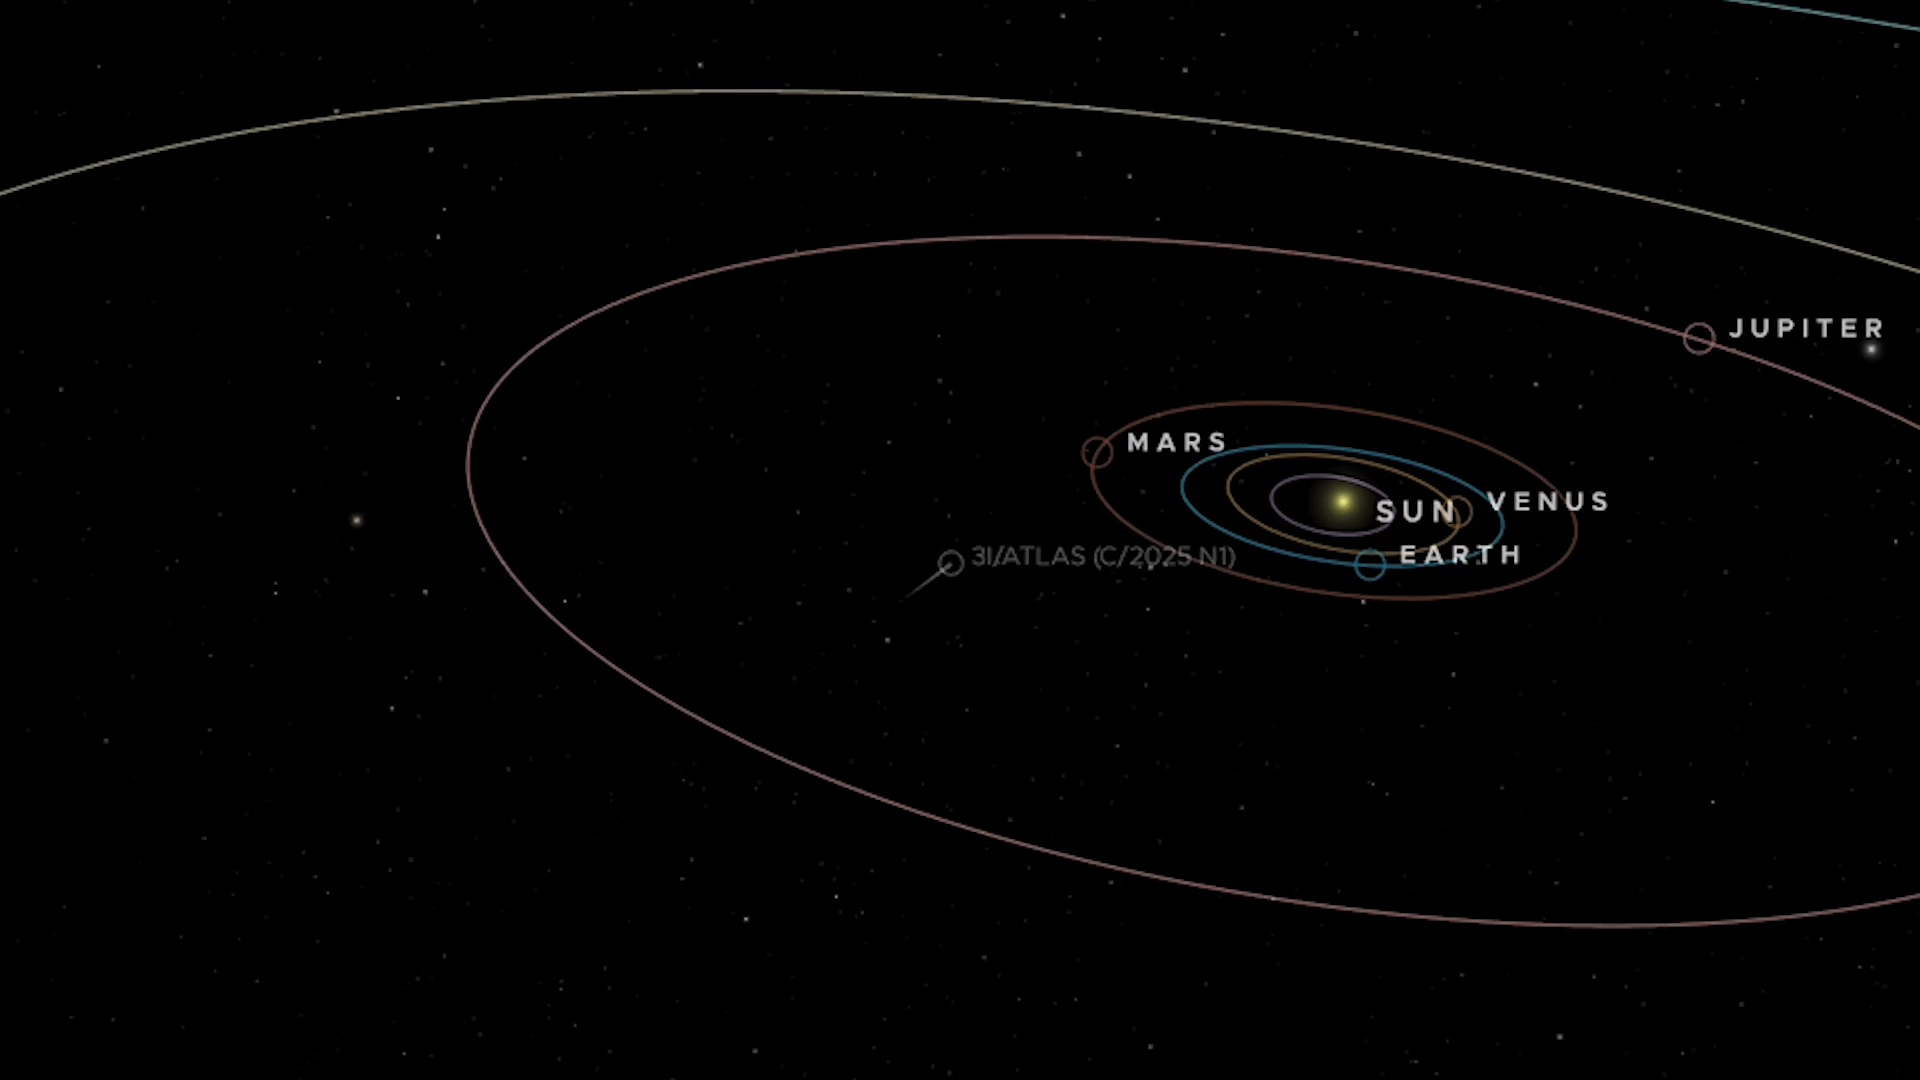 JUPITER
MARS
VENUS
SUN
EARTH
3I/ATLAS (C/2025 N1)